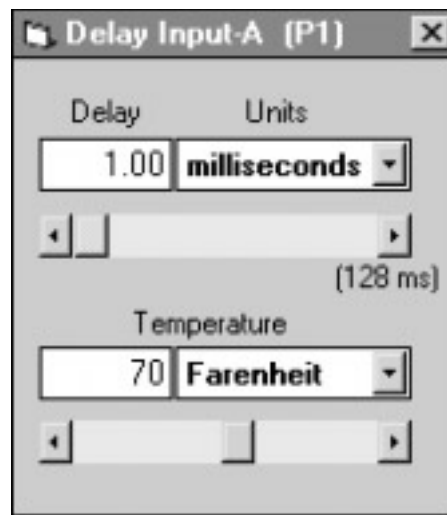 Delay Input-A (P1)
Delay Units
1.00 milliseconds
(128 ms)
Temperature
70 Farenheit